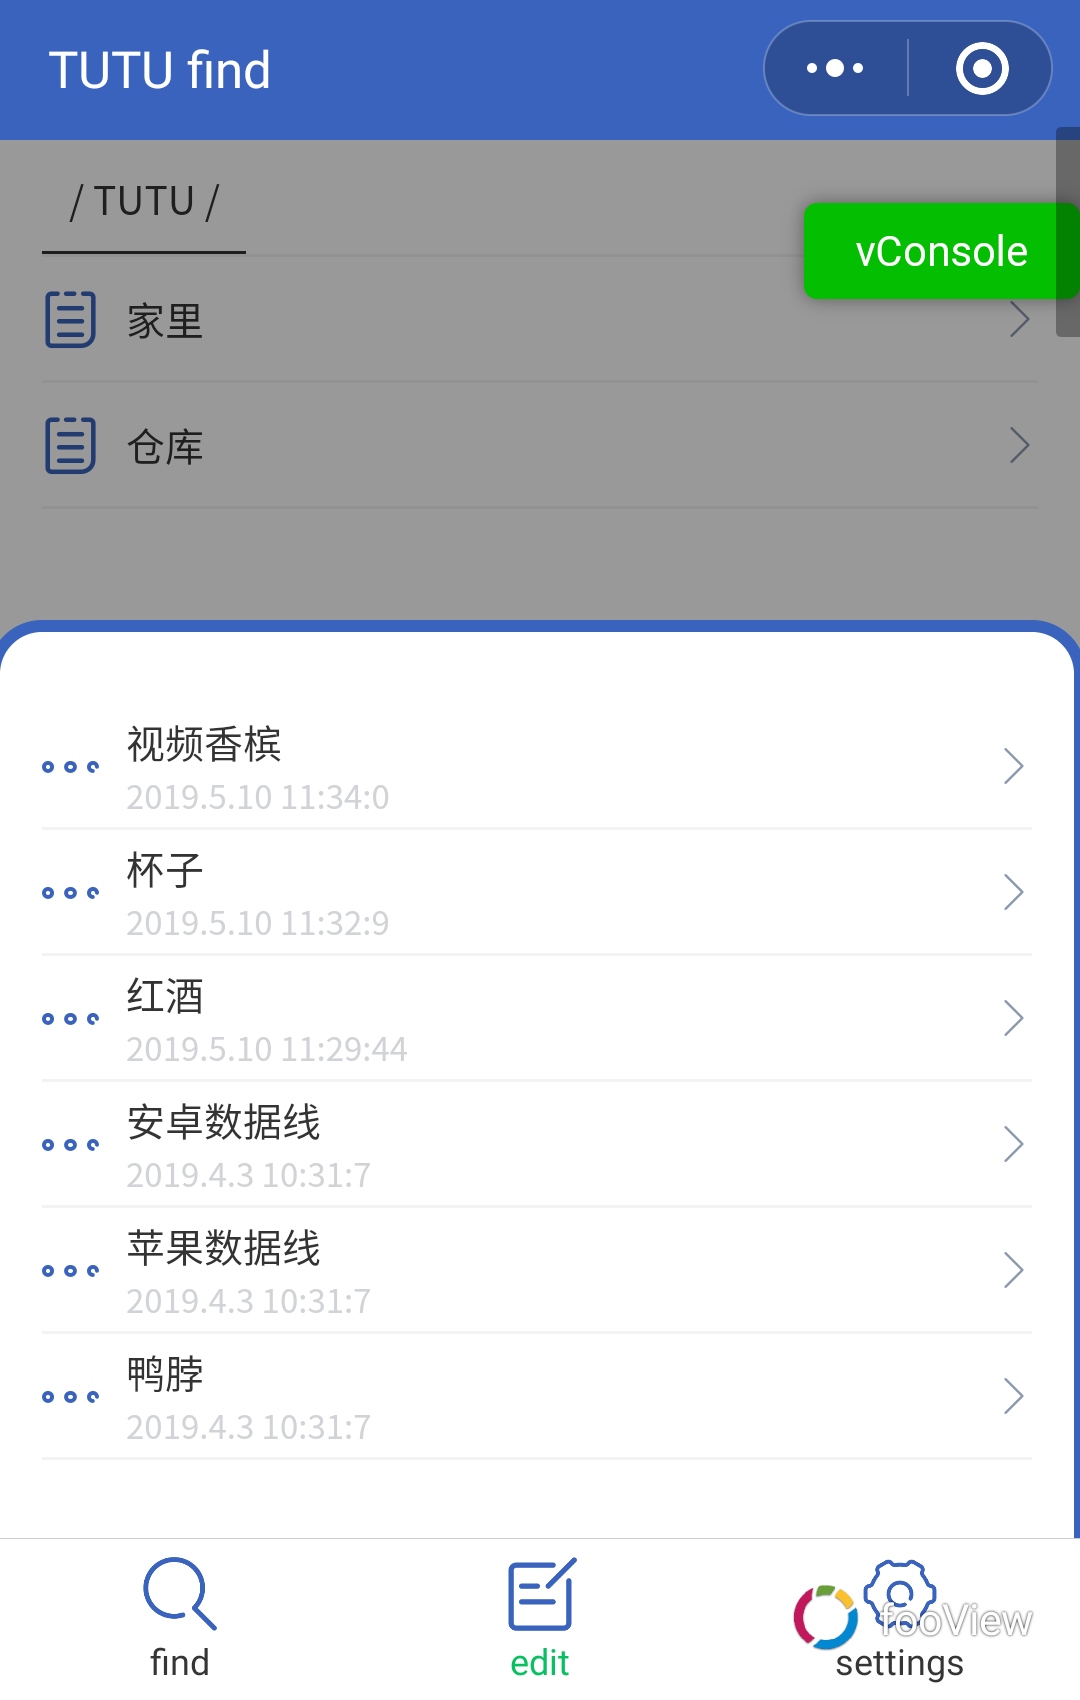 TUTU find
/ TUTU /
vConsole
家里
仓库
视频香槟
2019.5.10 11:34:0
杯子
2019.5.10 11:32:9
红酒
2019.5.10 11:29:44
安卓数据线
2019.4.3 10:31:7
苹果数据线
2019.4.3 10:31:7
鸭脖
2019.4.3 10:31:7
fooView
find
edit
settings